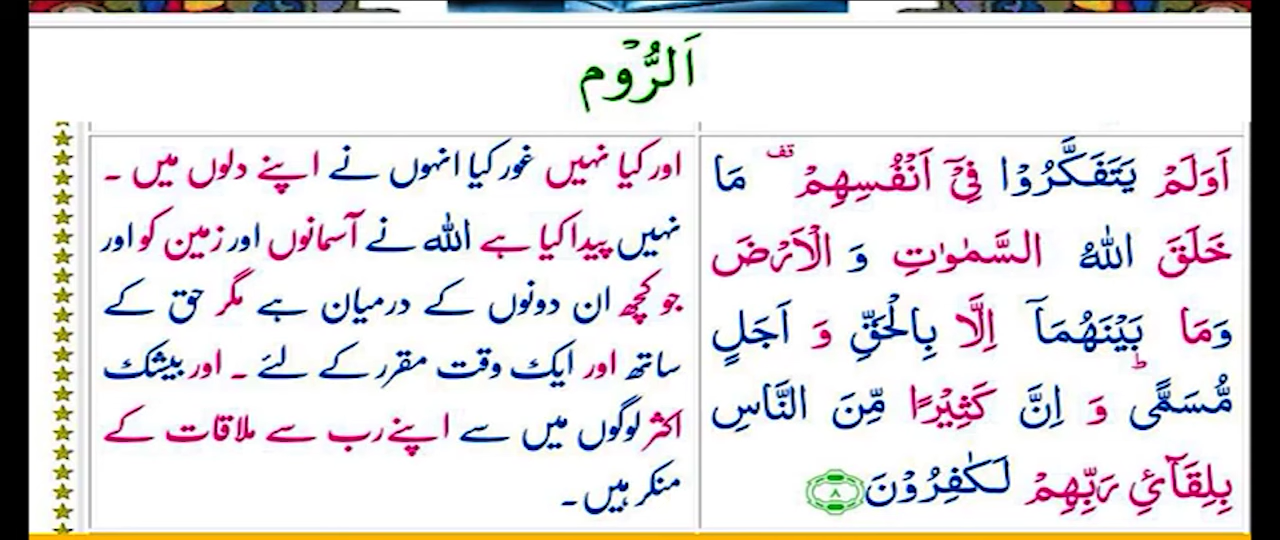 اَلرُّوۡم
اَوَلَمۡ يَتَفَكَّرُوۡا فِىۡۤ اَنۡفُسِهِمۡ ۚقف مَا
خَلَقَ اللّٰهُ السَّمٰوٰتِ وَ الۡاَرۡضَ
وَمَا بَيۡنَهُمَاۤ اِلَّا بِالۡحَقِّ وَ اَجَلٍ
مُّسَمًّى ؕ وَ اِنَّ كَثِيۡرًا مِّنَ النَّاسِ
بِلِقَآئِ رَبِّهِمۡ لَـكٰفِرُوۡنَ ۸
اور کیا نہیں غور کیا انہوں نے اپنے دلوں میں ۔
نہیں پیدا کیا ہے اللہ نے آسمانوں اور زمین کو اور
جو کچھ ان دونوں کے درمیان ہے مگر حق کے
ساتھ اور ایک وقت مقرر کے لئے ۔ اور بیشک
اکثر لوگوں میں سے اپنے رب سے ملاقات کے
منکر ہیں ۔